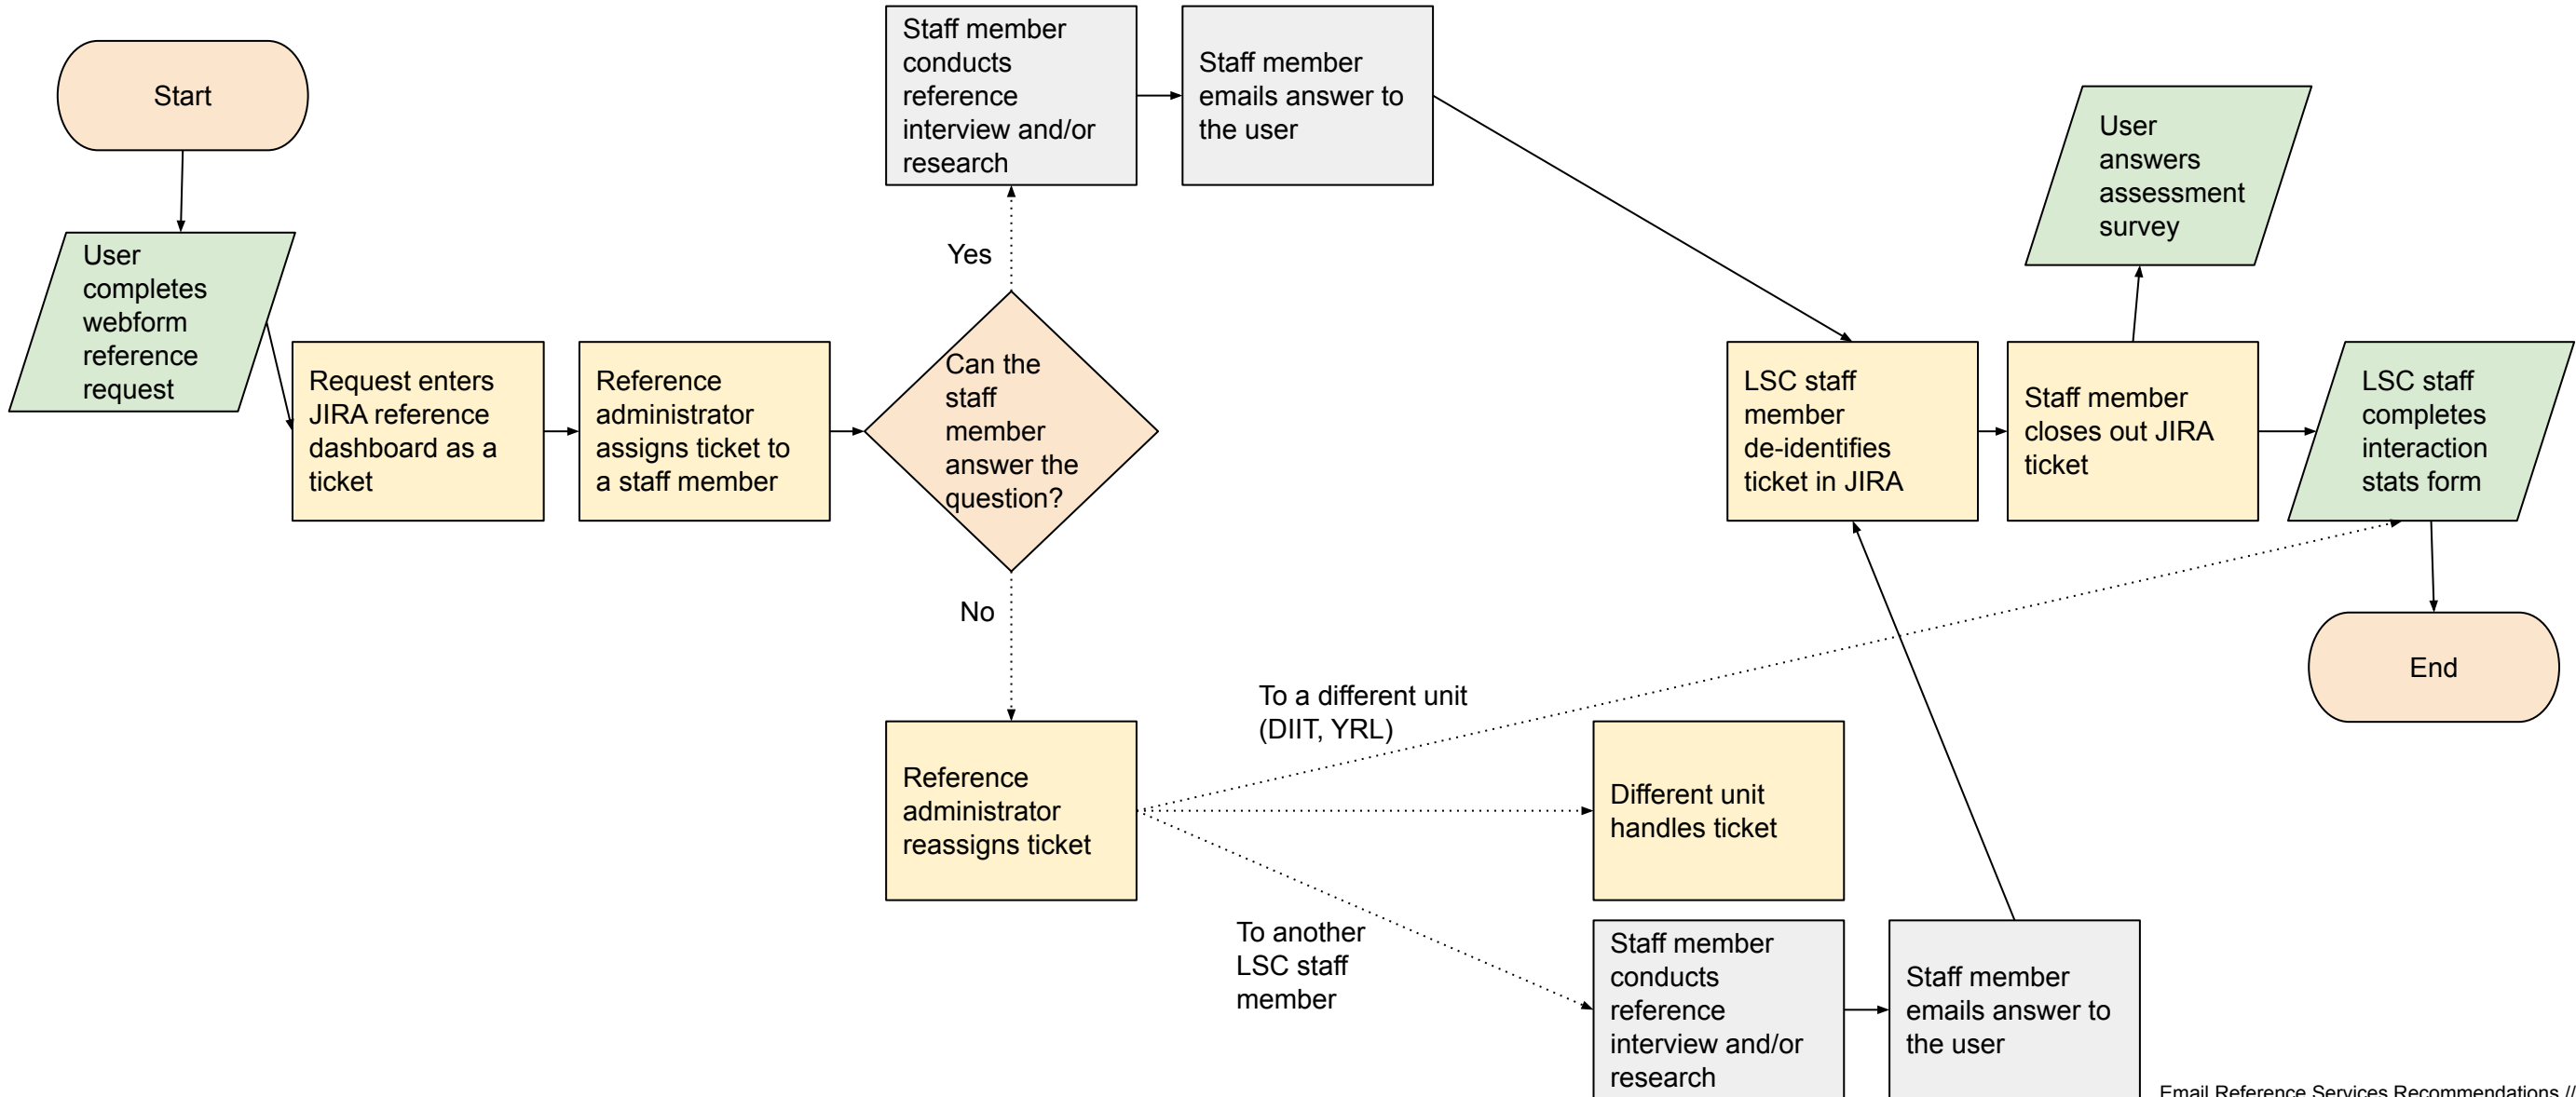 Start
User
completes
webform
reference
request
Request enters
JIRA reference
dashboard as a
ticket
Reference
administrator
assigns ticket to
a staff member
Can the
staff
member
answer the
question?
Yes
Staff member
conducts
reference
interview and/or
research
Staff member
emails answer to
the user
No
Reference
administrator
reassigns ticket
To a different unit
(DIIT, YRL)
Different unit
handles ticket
To another
LSC staff
member
Staff member
conducts
reference
interview and/or
research
Staff member
emails answer to
the user
LSC staff
member
de-identifies
ticket in JIRA
Staff member
closes out JIRA
ticket
User
answers
assessment
survey
LSC staff
completes
interaction
stats form
End
Email Reference Services Recommendations //